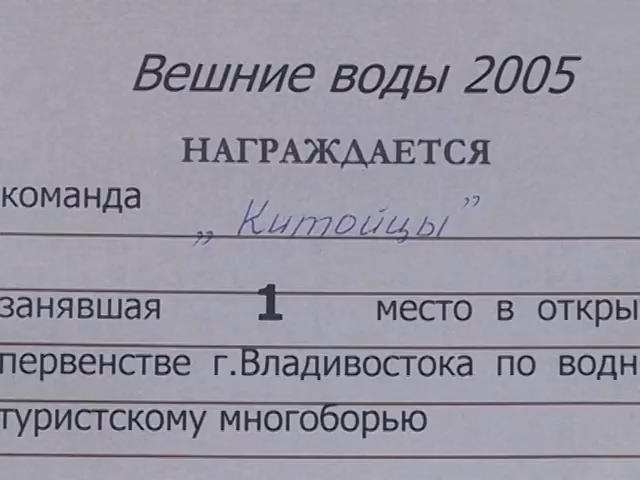 Вешние воды 2005
НАГРАЖДАЕТСЯ
команда „Китойцы”
занявшая 1 место в откры
первенстве г.Владивостока по водн
туристскому многоборью